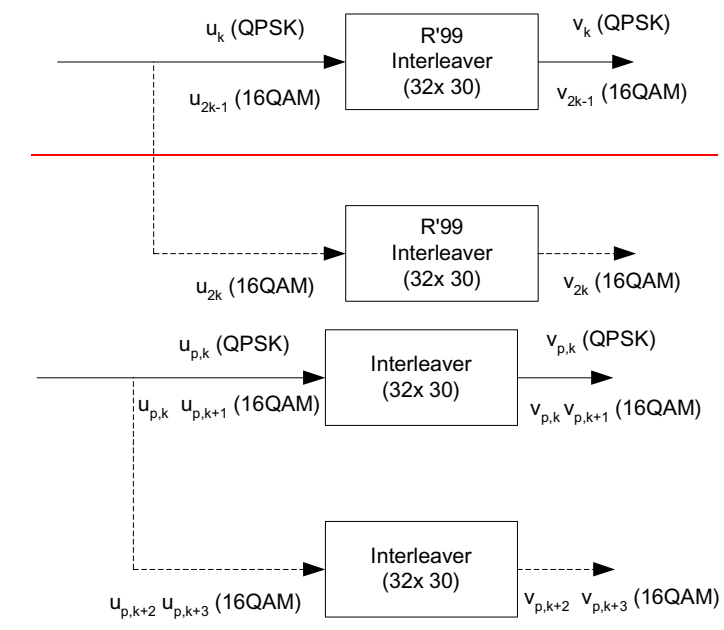 u_k (QPSK)
R'99
Interleaver
(32x 30)
v_k (QPSK)
u_2k-1 (16QAM)
v_2k-1 (16QAM)
R'99
Interleaver
(32x 30)
u_2k (16QAM)
v_2k (16QAM)
u_p,k (QPSK)
Interleaver
(32x 30)
v_p,k (QPSK)
u_p,k u_p,k+1 (16QAM)
v_p,k v_p,k+1 (16QAM)
Interleaver
(32x 30)
u_p,k+2 u_p,k+3 (16QAM)
v_p,k+2 v_p,k+3 (16QAM)